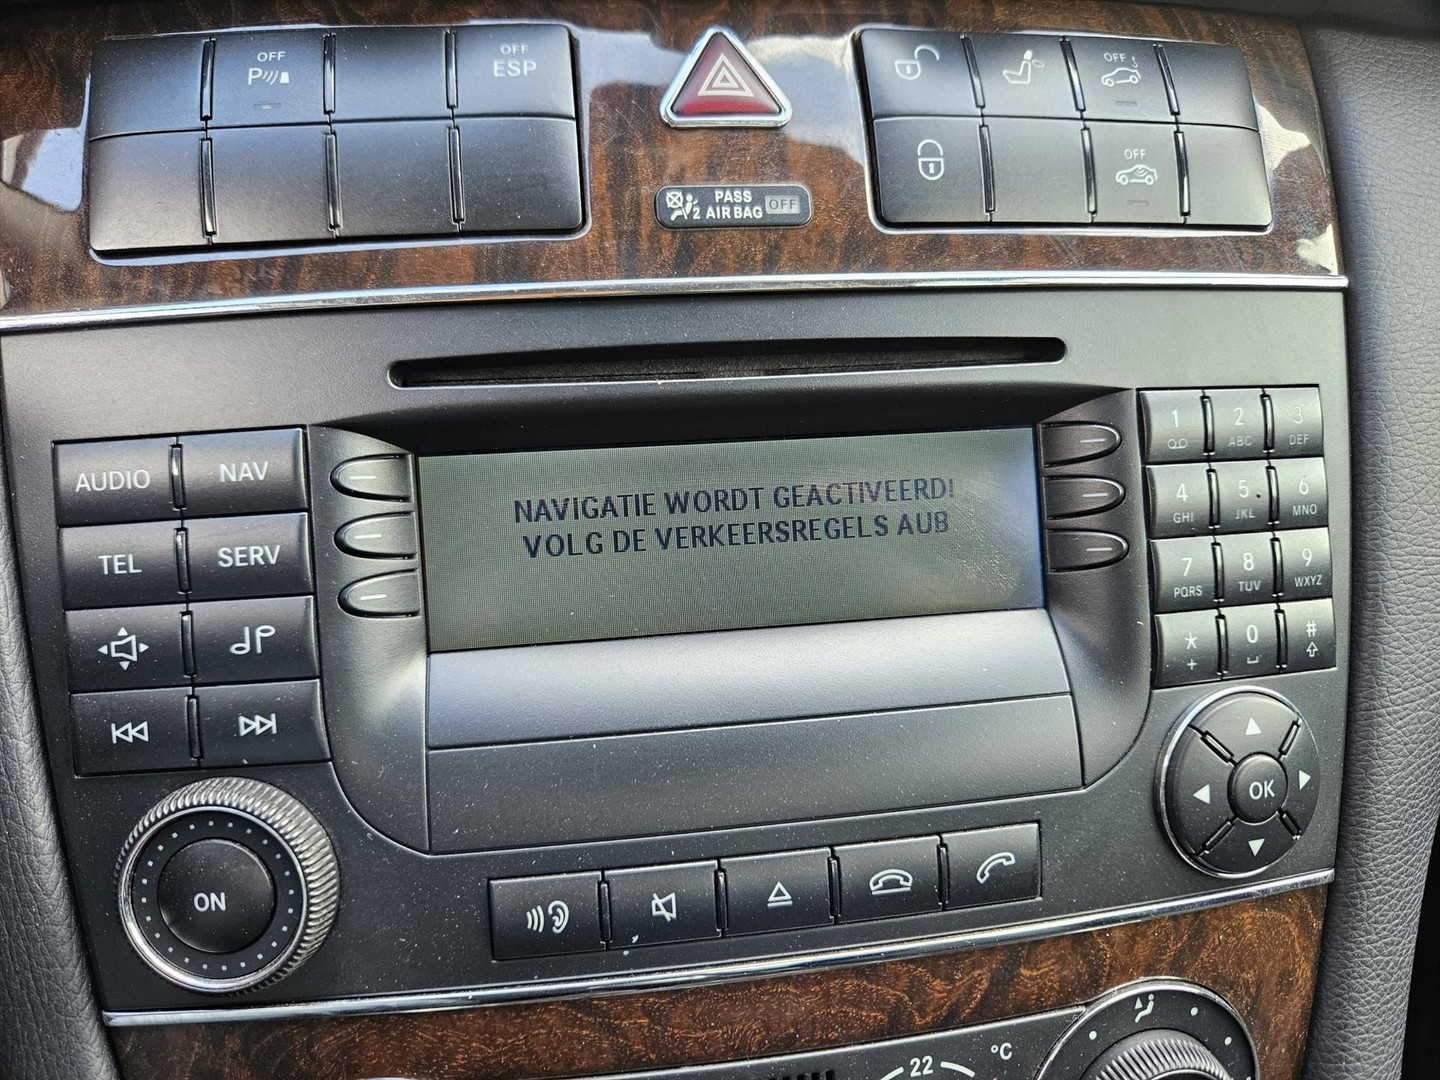 OFF
P
OFF
ESP
OFF
OFF
PASS
2 AIR BAG OFF
AUDIO
NAV
TEL
SERV
NAVIGATIE WORDT GEACTIVEERD!
VOLG DE VERKEERSREGELS AUB
1
2 ABC
3 DEF
4 GHI
5 JKL
6 MNO
7 PQRS
8 TUV
9 WXYZ
* +
0
#
OK
ON
22
°C